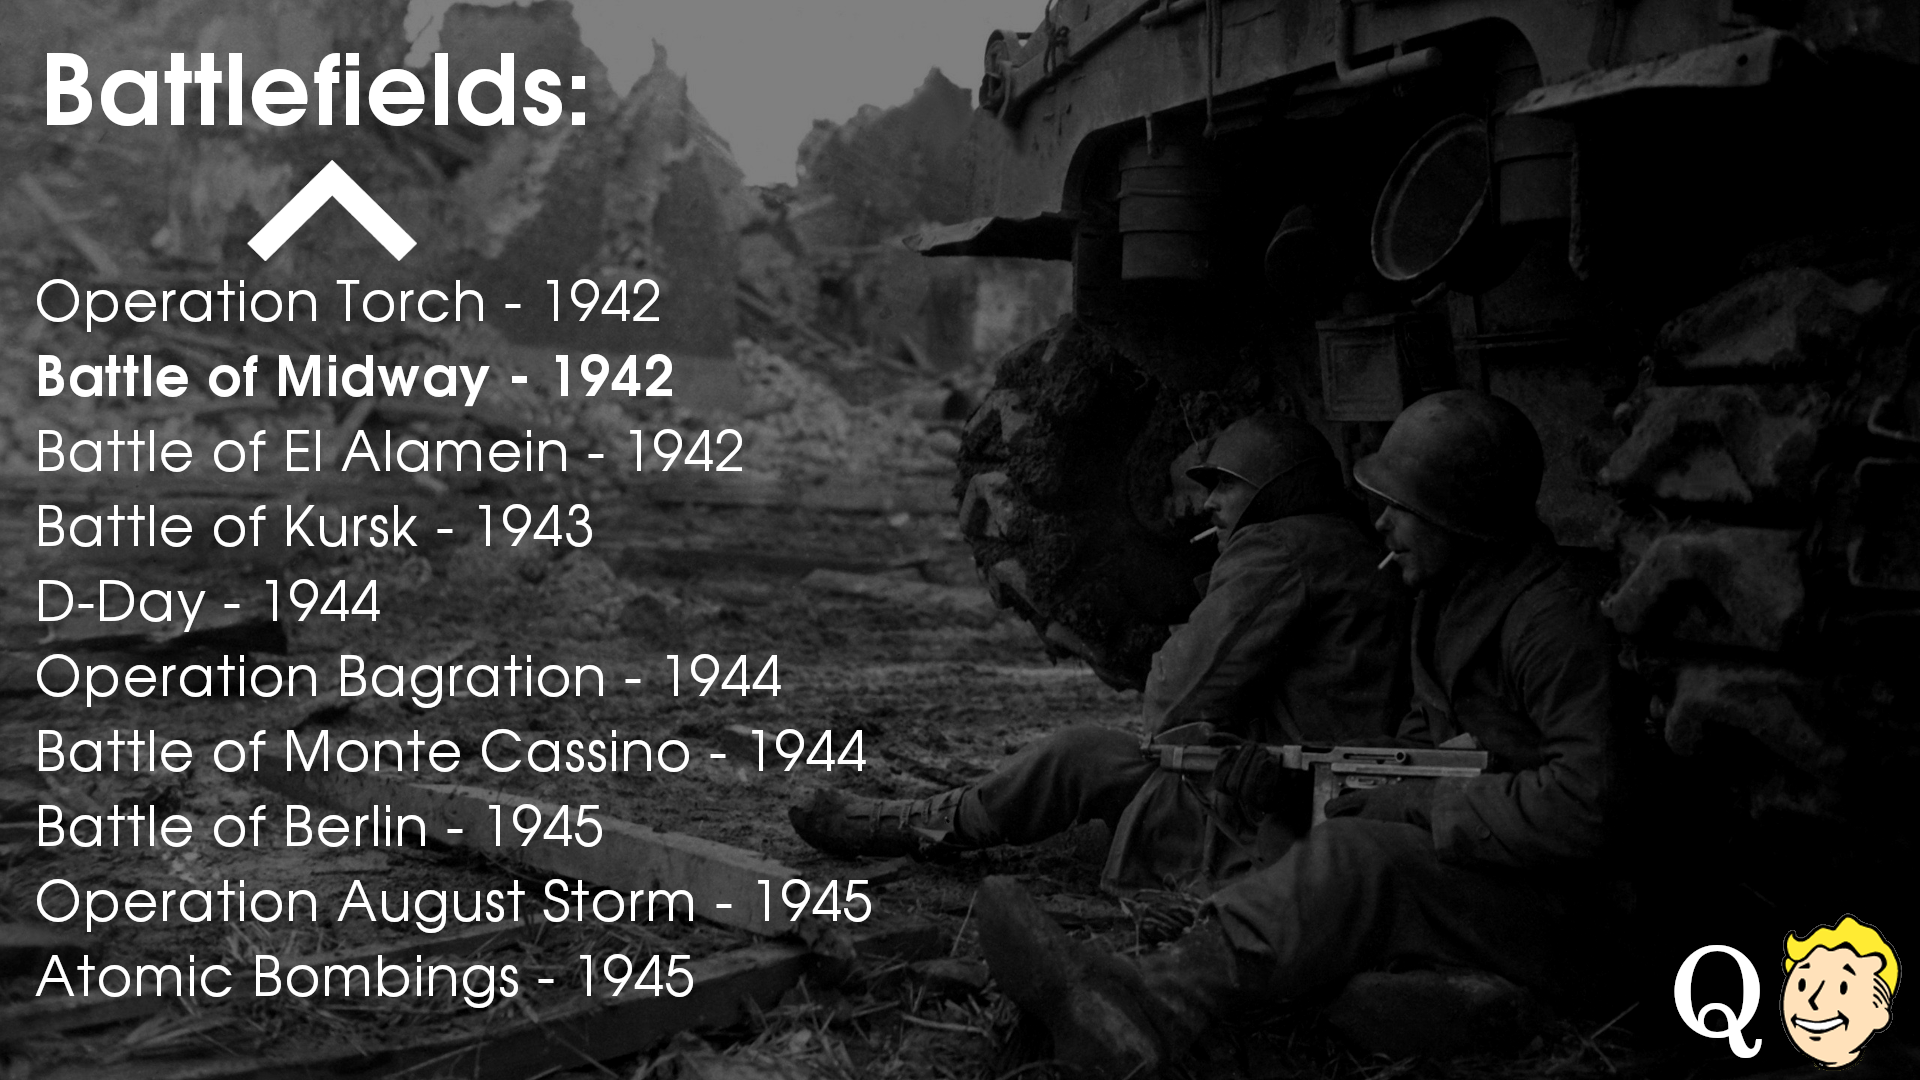 Battlefields:
Operation Torch - 1942
Battle of Midway - 1942
Battle of El Alamein - 1942
Battle of Kursk - 1943
D-Day - 1944
Operation Bagration - 1944
Battle of Monte Cassino - 1944
Battle of Berlin - 1945
Operation August Storm - 1945
Atomic Bombings - 1945
Q